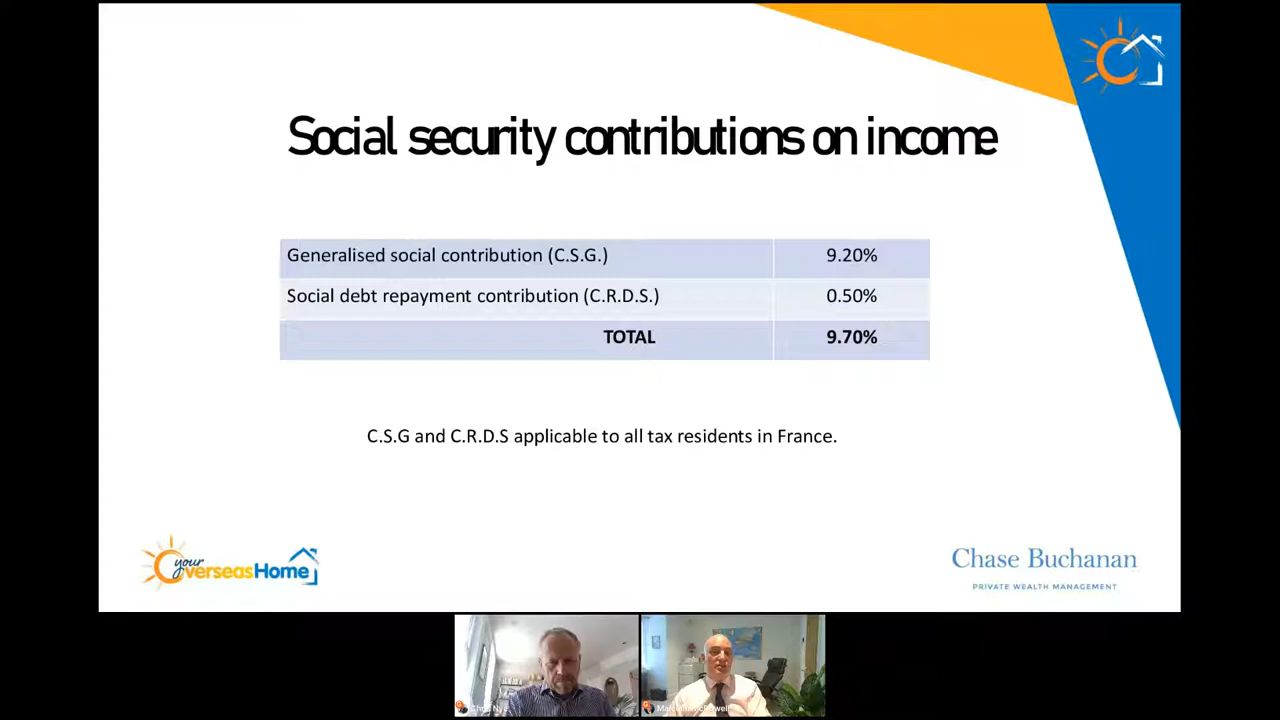 Social security contributions on income
Generalised social contribution (C.S.G.) 9.20%
Social debt repayment contribution (C.R.D.S.) 0.50%
TOTAL 9.70%
C.S.G and C.R.D.S applicable to all tax residents in France.
your
OverseasHome
Chase Buchanan
PRIVATE WEALTH MANAGEMENT